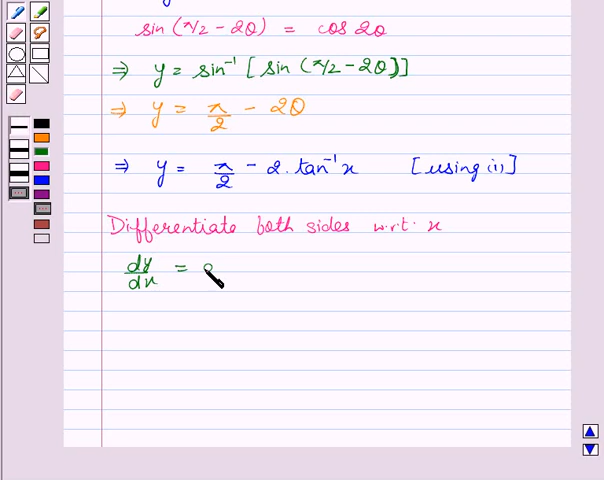 sin (π/2 - 2θ) = cos 2θ
⇒ y = sin⁻¹ [ sin (π/2 - 2θ) ]
⇒ y = π/2 - 2θ
⇒ y = π/2 - 2 . tan⁻¹ x [using (i)]
Differentiate both sides w.r.t. x
dy/dx =